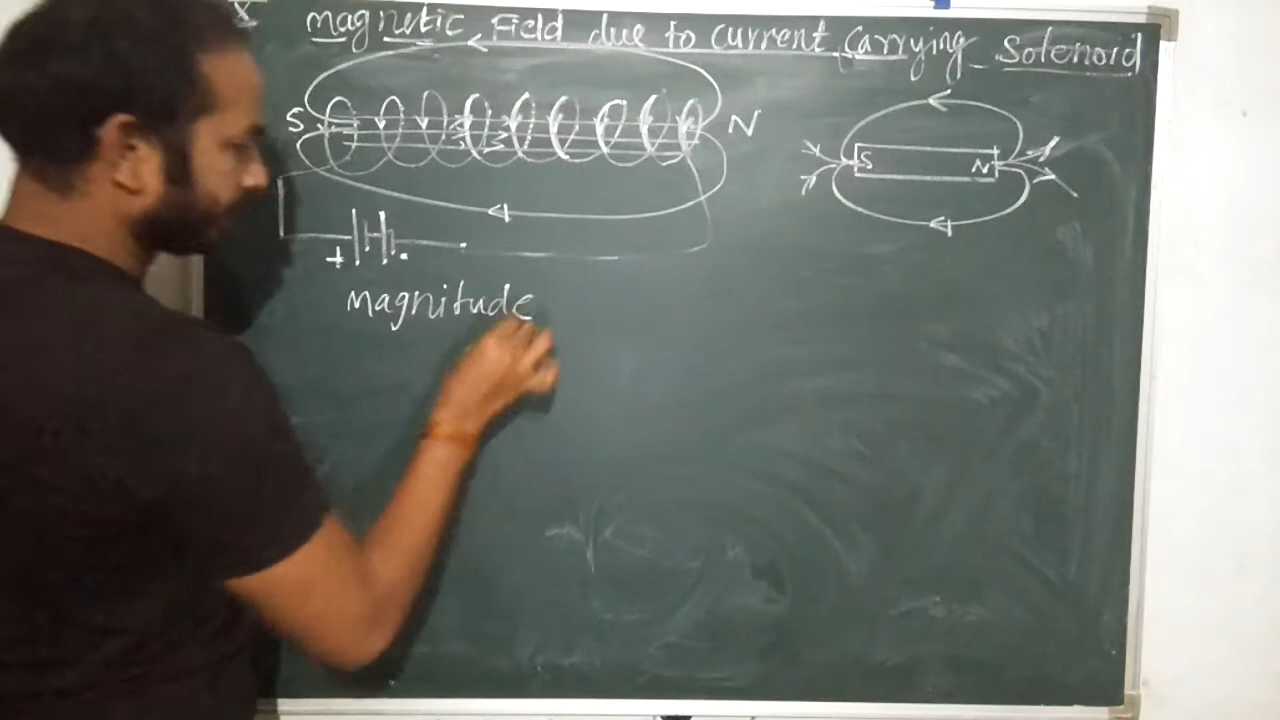 X magnetic Field due to current carrying Solenoid
S N
S N
+ -
magnitude